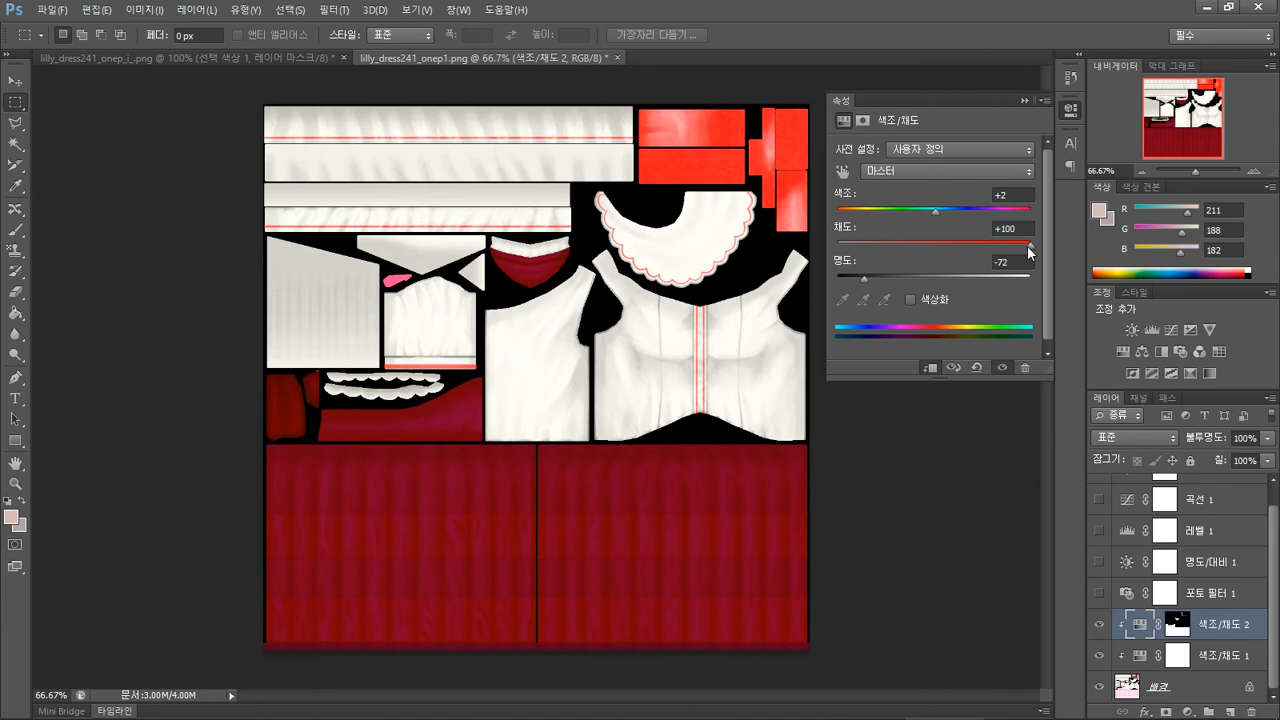 Ps 파일(F) 편집(E) 이미지(I) 레이어(L) 유형(Y) 선택(S) 필터(T) 3D(D) 보기(V) 창(W) 도움말(H)
페더: 0 px 안티 앨리어스 스타일: 표준 폭: 높이: 가장자리 다듬기 ... 필수
lilly_dress241_onep_i_.png @ 100% (선택 색상 1, 레이어 마스크/8) * × lilly_dress241_onep1.png @ 66.7% (색조/채도 2, RGB/8) * ×
내비게이터 막대 그래프
속성
색조/채도
사전 설정: 사용자 정의
마스터
66.67%
색조: +2
색상 색상 견본
R 211
채도: +100
G 188
B 182
명도: -72
색상화
조정 스타일
조정 추가
레이어 채널 패스
종류
표준 불투명도: 100%
잠그기: 칠: 100%
곡선 1
레벨 1
명도/대비 1
포토 필터 1
색조/채도 2
색조/채도 1
배경
66.67% 문서:3.00M/4.00M
Mini Bridge 타임라인